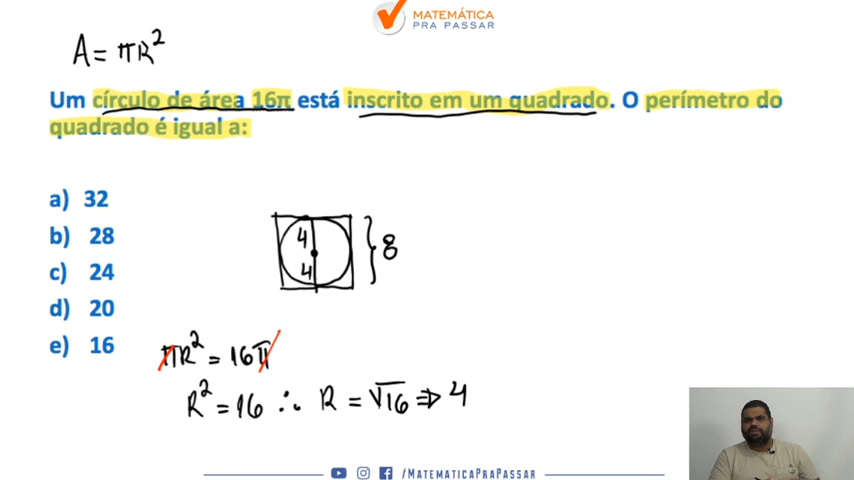 MATEMÁTICA
PRA PASSAR
A = πR²
Um círculo de área 16π está inscrito em um quadrado. O perímetro do
quadrado é igual a:
a) 32
b) 28
c) 24
d) 20
e) 16
4
4
8
πR² = 16π
R² = 16 ∴ R = √16 ⇒ 4
/MATEMATICAPRAPASSAR